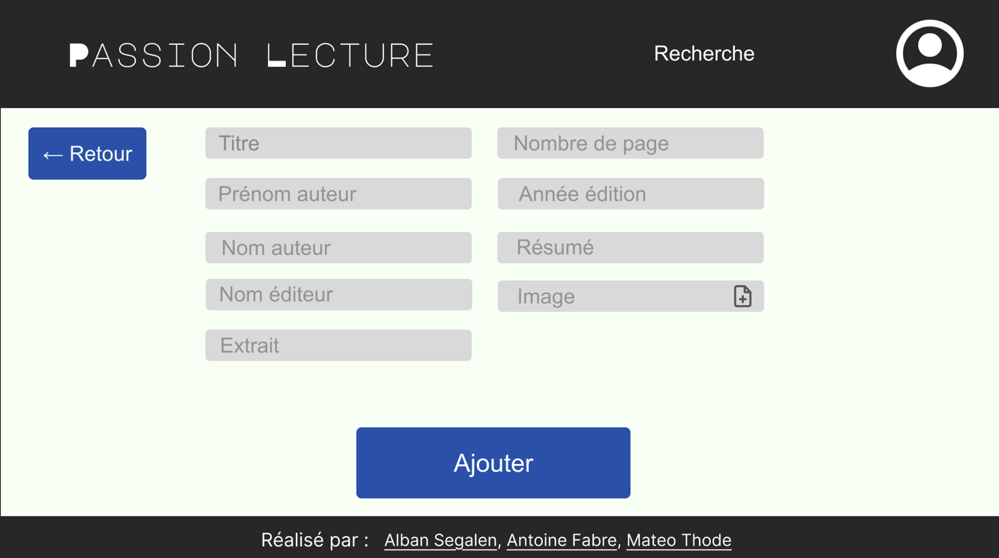 PASSION LECTURE
Recherche
← Retour
Titre
Nombre de page
Prénom auteur
Année édition
Nom auteur
Résumé
Nom éditeur
Image
Extrait
Ajouter
Réalisé par : Alban Segalen, Antoine Fabre, Mateo Thode